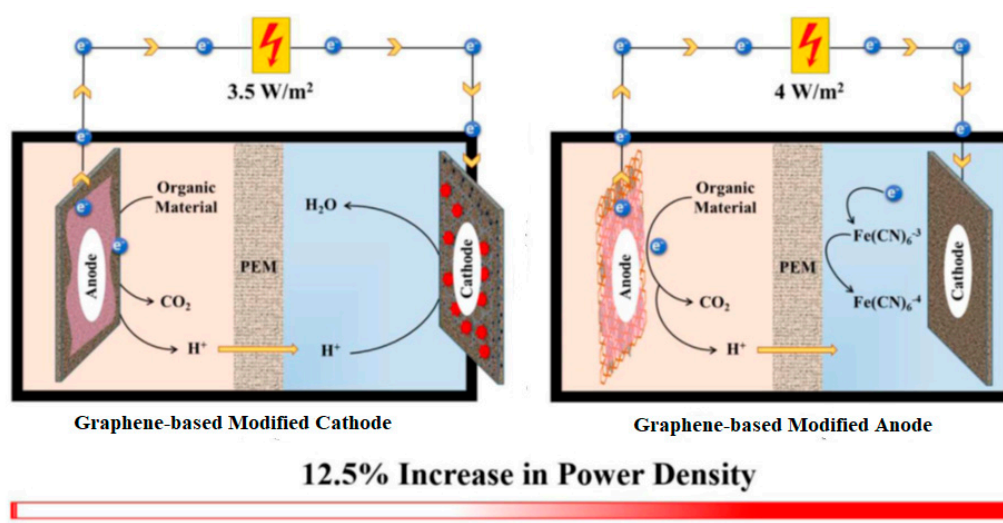 e⁻ e⁻ e⁻ e⁻
3.5 W/m²
e⁻ e⁻
Organic
Material
e⁻
e⁻
Anode
CO₂
H⁺
PEM
H₂O
H⁺
Cathode
Graphene-based Modified Cathode
e⁻ e⁻ e⁻ e⁻
4 W/m²
e⁻ e⁻
Organic
Material
e⁻
e⁻
Anode
CO₂
H⁺
PEM
e⁻
Fe(CN)₆⁻³
Fe(CN)₆⁻⁴
Cathode
Graphene-based Modified Anode
12.5% Increase in Power Density